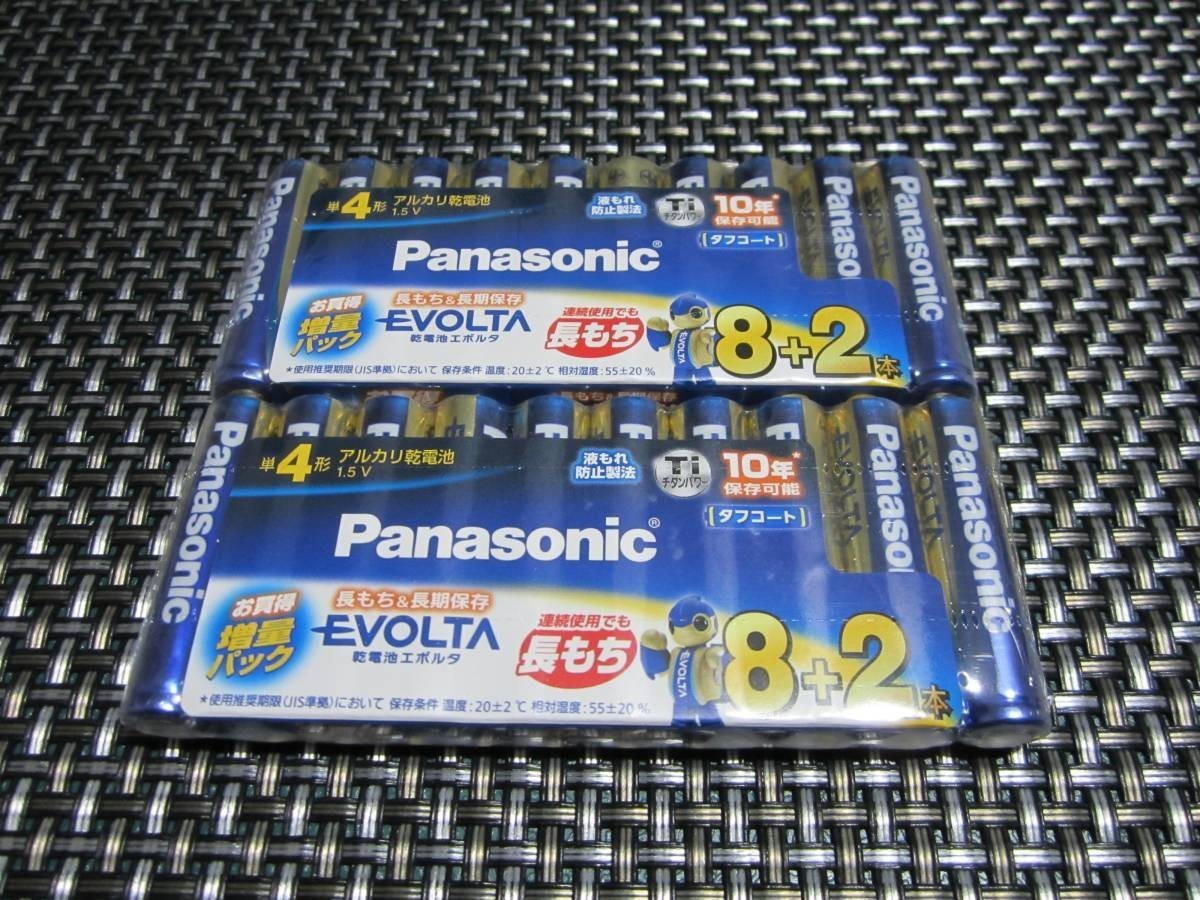 単4形 アルカリ乾電池
1.5V
液もれ
防止製法
Ti
チタンパワー
10年*
保存可能
タフコート
Panasonic®
お買得
増量
パック
長もち&長期保存
EVOLTA
乾電池エボルタ
連続使用でも
長もち
EVOLTA
8+2本
*使用推奨期限(JIS準拠)において 保存条件 温度:20±2℃ 相対湿度:55±20%
Panasonic
Panasonic
Panasonic
単4形 アルカリ乾電池
1.5V
液もれ
防止製法
Ti
チタンパワー
10年*
保存可能
タフコート
Panasonic®
お買得
増量
パック
長もち&長期保存
EVOLTA
乾電池エボルタ
連続使用でも
長もち
EVOLTA
8+2本
*使用推奨期限(JIS準拠)において 保存条件 温度:20±2℃ 相対湿度:55±20%
Panasonic
EVOLTA
Panaso
EVOLTA
Panasonic